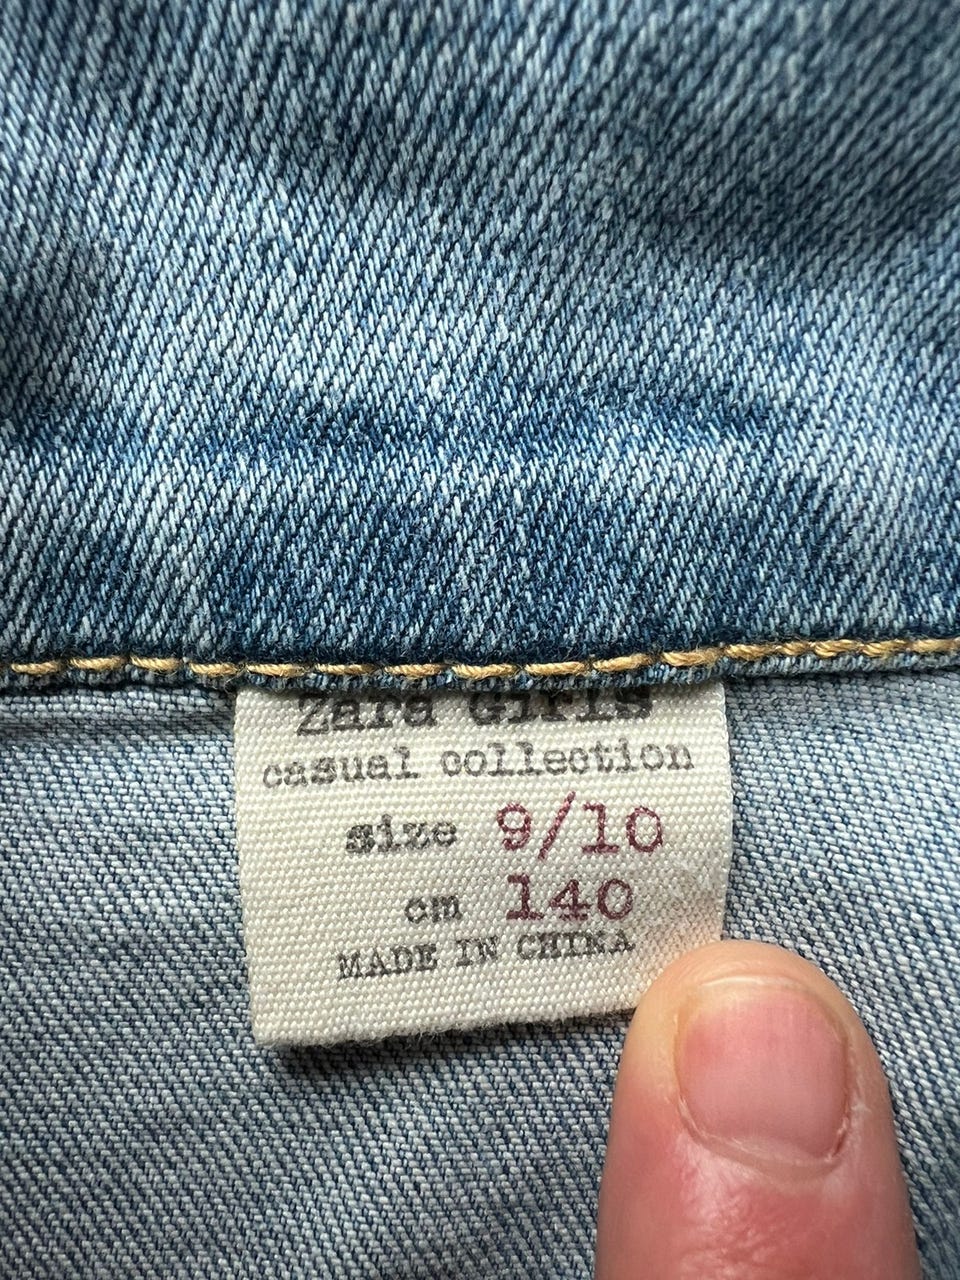 Zara Girls
casual collection
size 9/10
cm 140
MADE IN CHINA